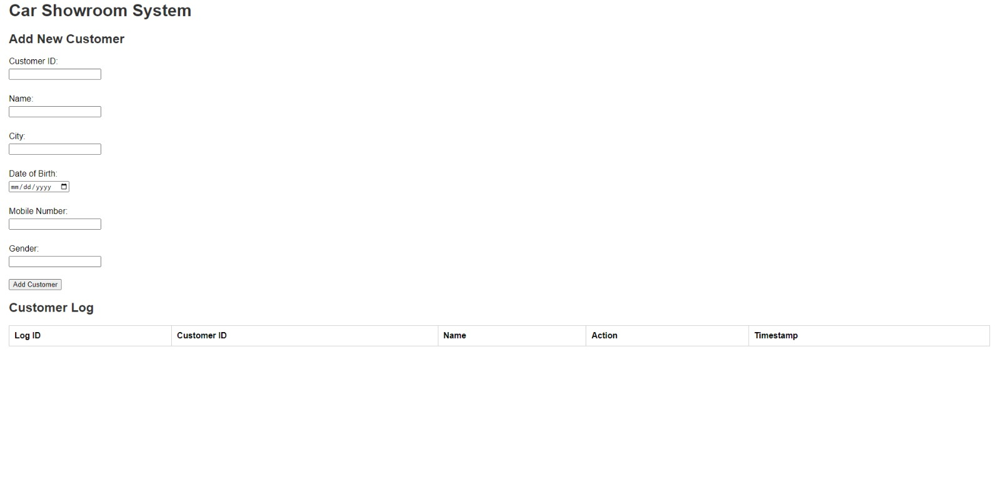 Car Showroom System
Add New Customer
Customer ID:
Name:
City:
Date of Birth:
mm/dd/yyyy
Mobile Number:
Gender:
Add Customer
Customer Log
Log ID Customer ID Name Action Timestamp